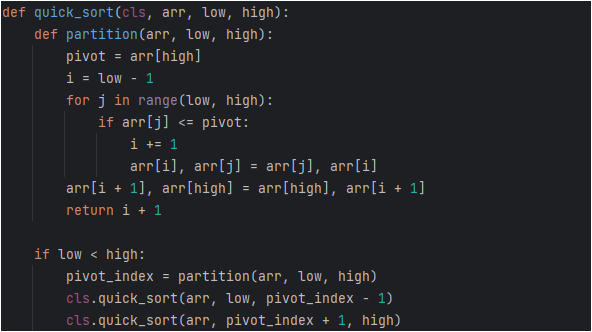 def quick_sort(cls, arr, low, high):
    def partition(arr, low, high):
        pivot = arr[high]
        i = low - 1
        for j in range(low, high):
            if arr[j] <= pivot:
                i += 1
                arr[i], arr[j] = arr[j], arr[i]
        arr[i + 1], arr[high] = arr[high], arr[i + 1]
        return i + 1

    if low < high:
        pivot_index = partition(arr, low, high)
        cls.quick_sort(arr, low, pivot_index - 1)
        cls.quick_sort(arr, pivot_index + 1, high)